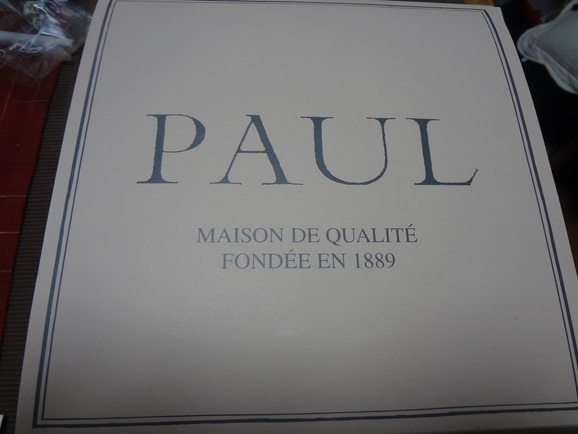 PAUL
MAISON DE QUALITÉ
FONDÉE EN 1889